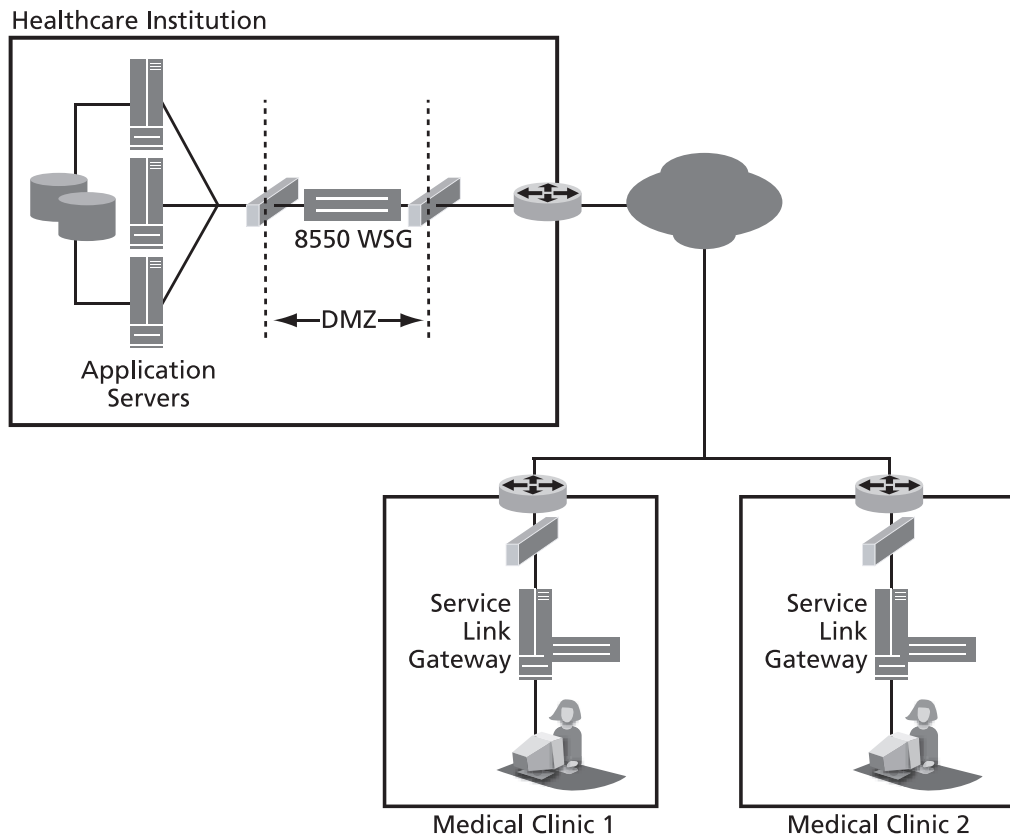 Healthcare Institution
8550 WSG
DMZ
Application
Servers
Service
Link
Gateway
Service
Link
Gateway
Medical Clinic 1
Medical Clinic 2